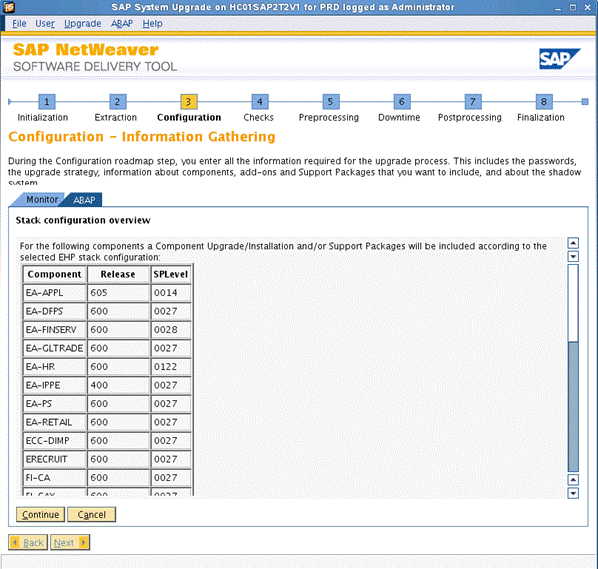 SAP System Upgrade on HC01SAP2T2V1 for PRD logged as Administrator
File User Upgrade ABAP Help
SAP NetWeaver
SOFTWARE DELIVERY TOOL
SAP
1 2 3 4 5 6 7 8
Initialization Extraction Configuration Checks Preprocessing Downtime Postprocessing Finalization
Configuration - Information Gathering
During the Configuration roadmap step, you enter all the information required for the upgrade process. This includes the passwords,
the upgrade strategy, information about components, add-ons and Support Packages that you want to include, and about the shadow
system
Monitor ABAP
Stack configuration overview
For the following components a Component Upgrade/Installation and/or Support Packages will be included according to the
selected EHP stack configuration:
Component Release SPLevel
EA-APPL 605 0014
EA-DFPS 600 0027
EA-FINSERV 600 0028
EA-GLTRADE 600 0027
EA-HR 600 0122
EA-IPPE 400 0027
EA-PS 600 0027
EA-RETAIL 600 0027
ECC-DIMP 600 0027
ERECRUIT 600 0027
FI-CA 600 0027
FI-CAX 600 0027
Continue Cancel
Back Next